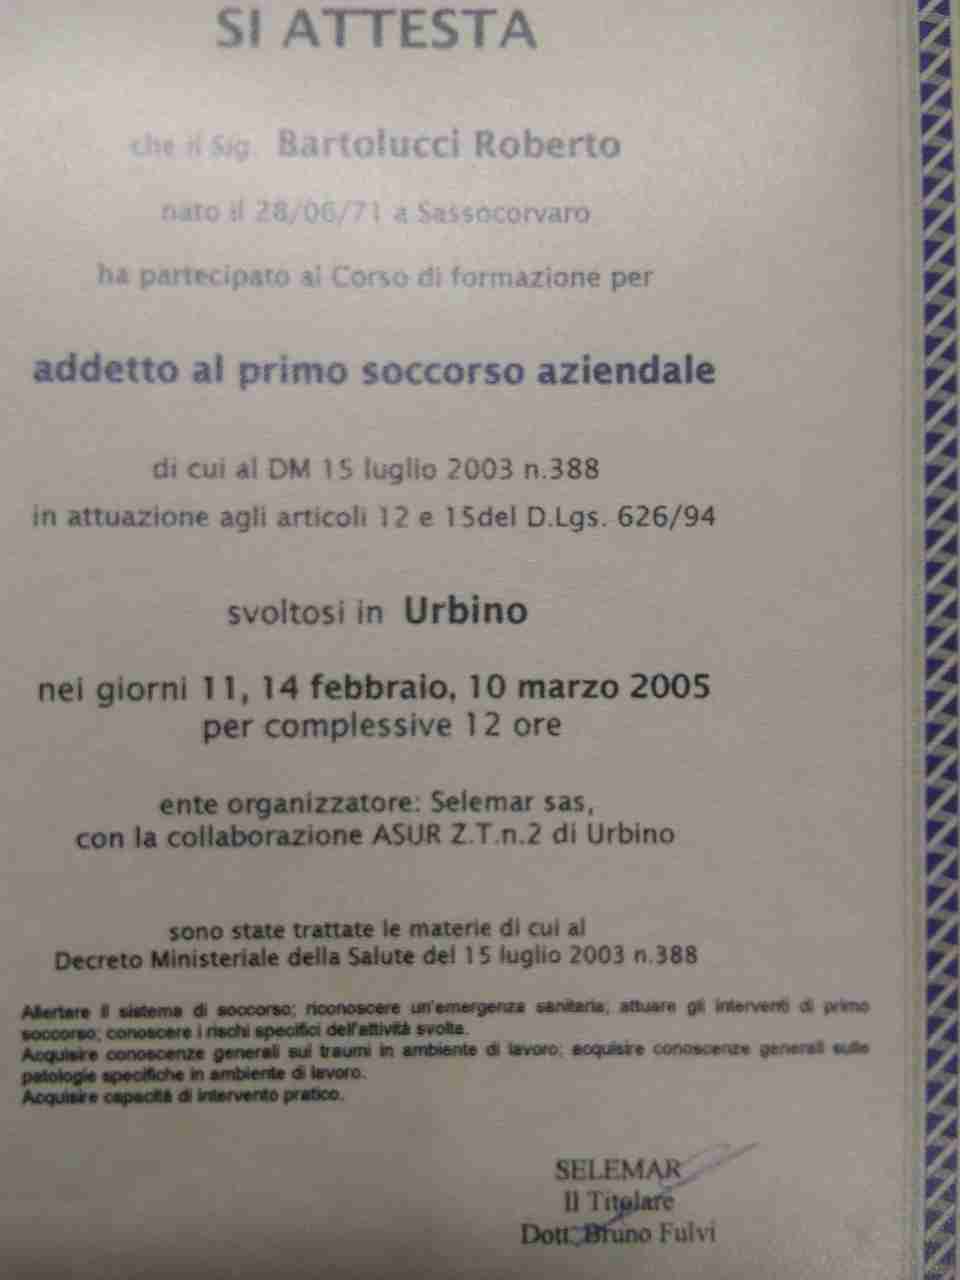 SI ATTESTA
che il Sig. Bartolucci Roberto
nato il 28/06/71 a Sassocorvaro
ha partecipato al Corso di formazione per
addetto al primo soccorso aziendale
di cui al DM 15 luglio 2003 n.388
in attuazione agli articoli 12 e 15del D.Lgs. 626/94
svoltosi in Urbino
nei giorni 11, 14 febbraio, 10 marzo 2005
per complessive 12 ore
ente organizzatore: Selemar sas,
con la collaborazione ASUR Z.T.n.2 di Urbino
sono state trattate le materie di cui al
Decreto Ministeriale della Salute del 15 luglio 2003 n.388
Allertare il sistema di soccorso; riconoscere un'emergenza sanitaria; attuare gli interventi di primo
soccorso; conoscere i rischi specifici dell'attività svolta.
Acquisire conoscenze generali sui traumi in ambiente di lavoro; acquisire conoscenze generali sulle
patologie specifiche in ambiente di lavoro.
Acquisire capacità di intervento pratico.
SELEMAR
Il Titolare
Dott. Bruno Fulvi